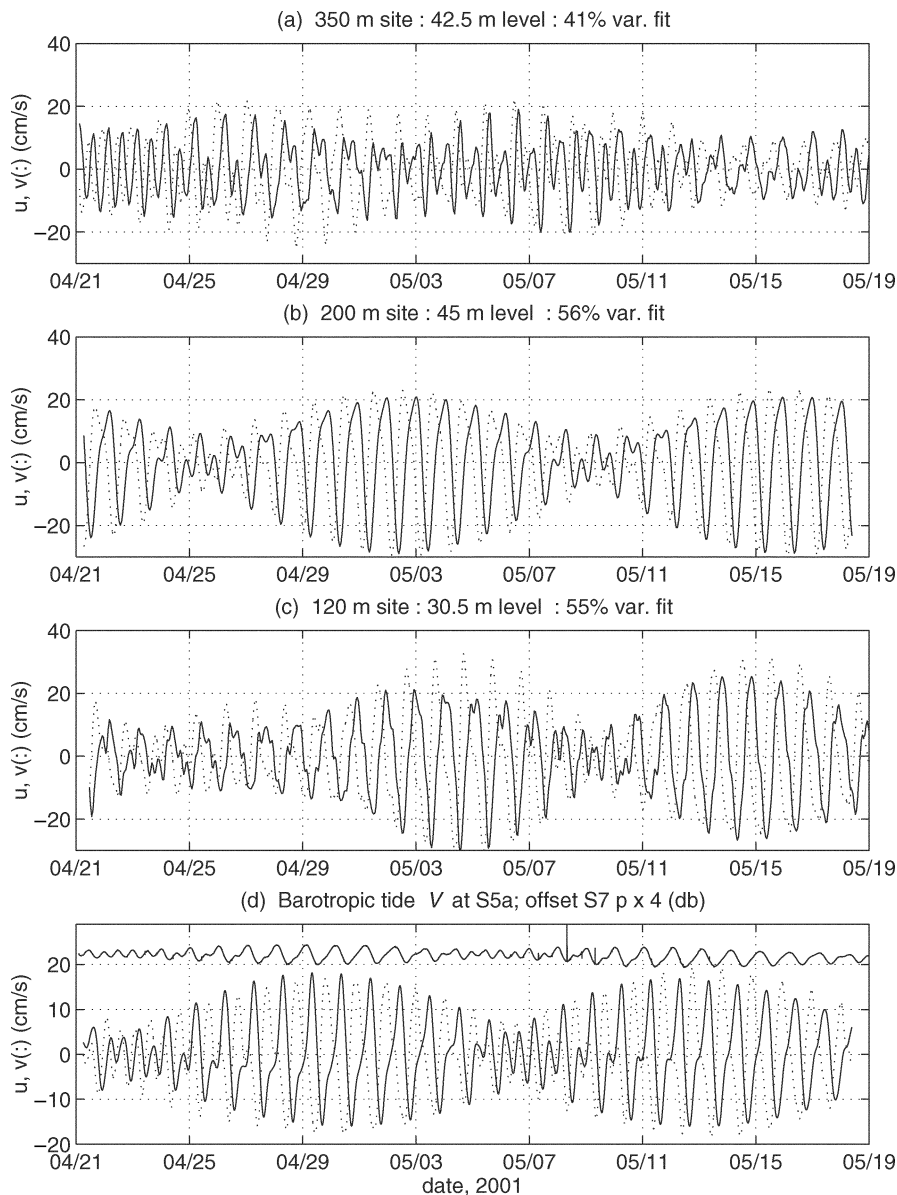 (a) 350 m site : 42.5 m level : 41% var. fit
40
20
0
−20
u, v(:) (cm/s)
04/21 04/25 04/29 05/03 05/07 05/11 05/15 05/19
(b) 200 m site : 45 m level : 56% var. fit
40
20
0
−20
u, v(:) (cm/s)
04/21 04/25 04/29 05/03 05/07 05/11 05/15 05/19
(c) 120 m site : 30.5 m level : 55% var. fit
40
20
0
−20
u, v(:) (cm/s)
04/21 04/25 04/29 05/03 05/07 05/11 05/15 05/19
(d) Barotropic tide V at S5a; offset S7 p x 4 (db)
20
10
0
−10
−20
u, v(:) (cm/s)
04/21 04/25 04/29 05/03 05/07 05/11 05/15 05/19
date, 2001